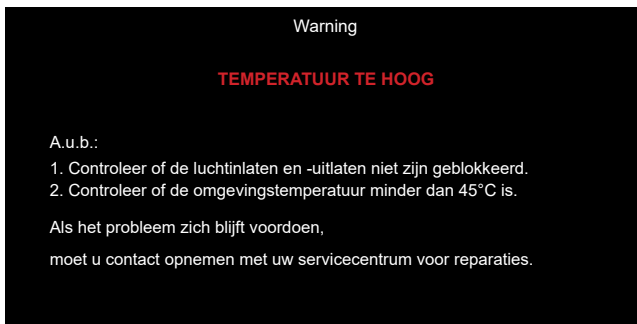 Warning
TEMPERATUUR TE HOOG
A.u.b.:
1. Controleer of de luchtinlaten en -uitlaten niet zijn geblokkeerd.
2. Controleer of de omgevingstemperatuur minder dan 45°C is.
Als het probleem zich blijft voordoen,
moet u contact opnemen met uw servicecentrum voor reparaties.